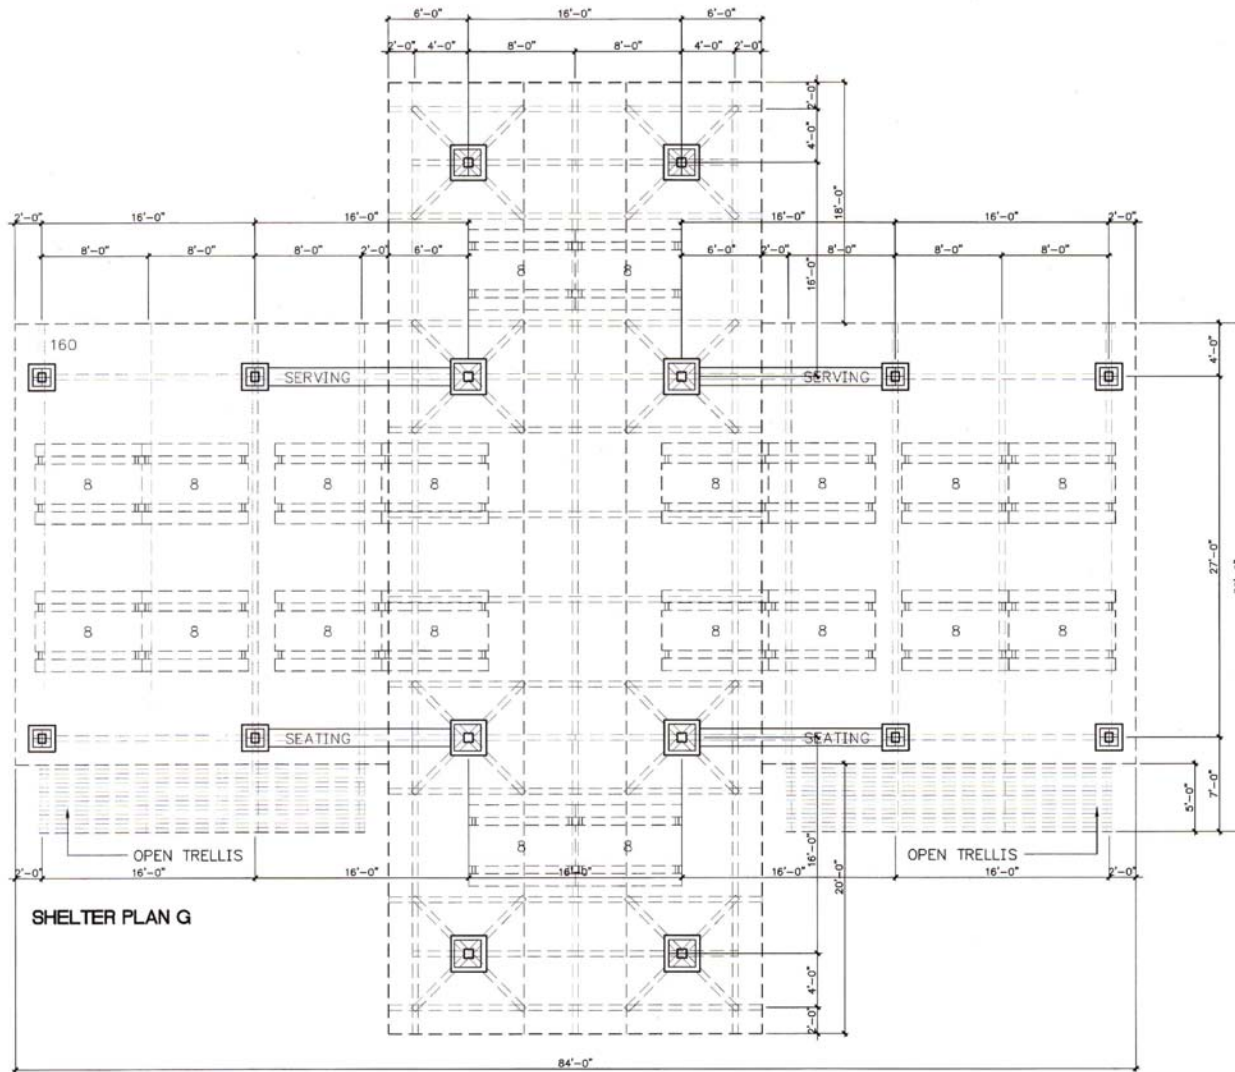 6'-0" 16'-0" 6'-0"
2'-0" 4'-0" 8'-0" 8'-0" 4'-0" 2'-0"
2'-0"
4'-0"
18'-0"
2'-0" 16'-0" 16'-0" 16'-0" 16'-0" 2'-0"
8'-0" 8'-0" 8'-0" 2'-0" 6'-0" 6'-0" 2'-0" 8'-0" 8'-0" 8'-0"
16'-0"
8 8
160
4'-0"
SERVING SERVING
8 8 8 8 8 8 8 8
27'-0"
8 8 8 8 8 8 8 8
SEATING SEATING
5'-0" 7'-0"
8 8
OPEN TRELLIS OPEN TRELLIS
16'-0"
20'-0"
2'-0" 16'-0" 16'-0" 16'-0" 16'-0" 16'-0" 2'-0"
SHELTER PLAN G
4'-0"
2'-0"
84'-0"